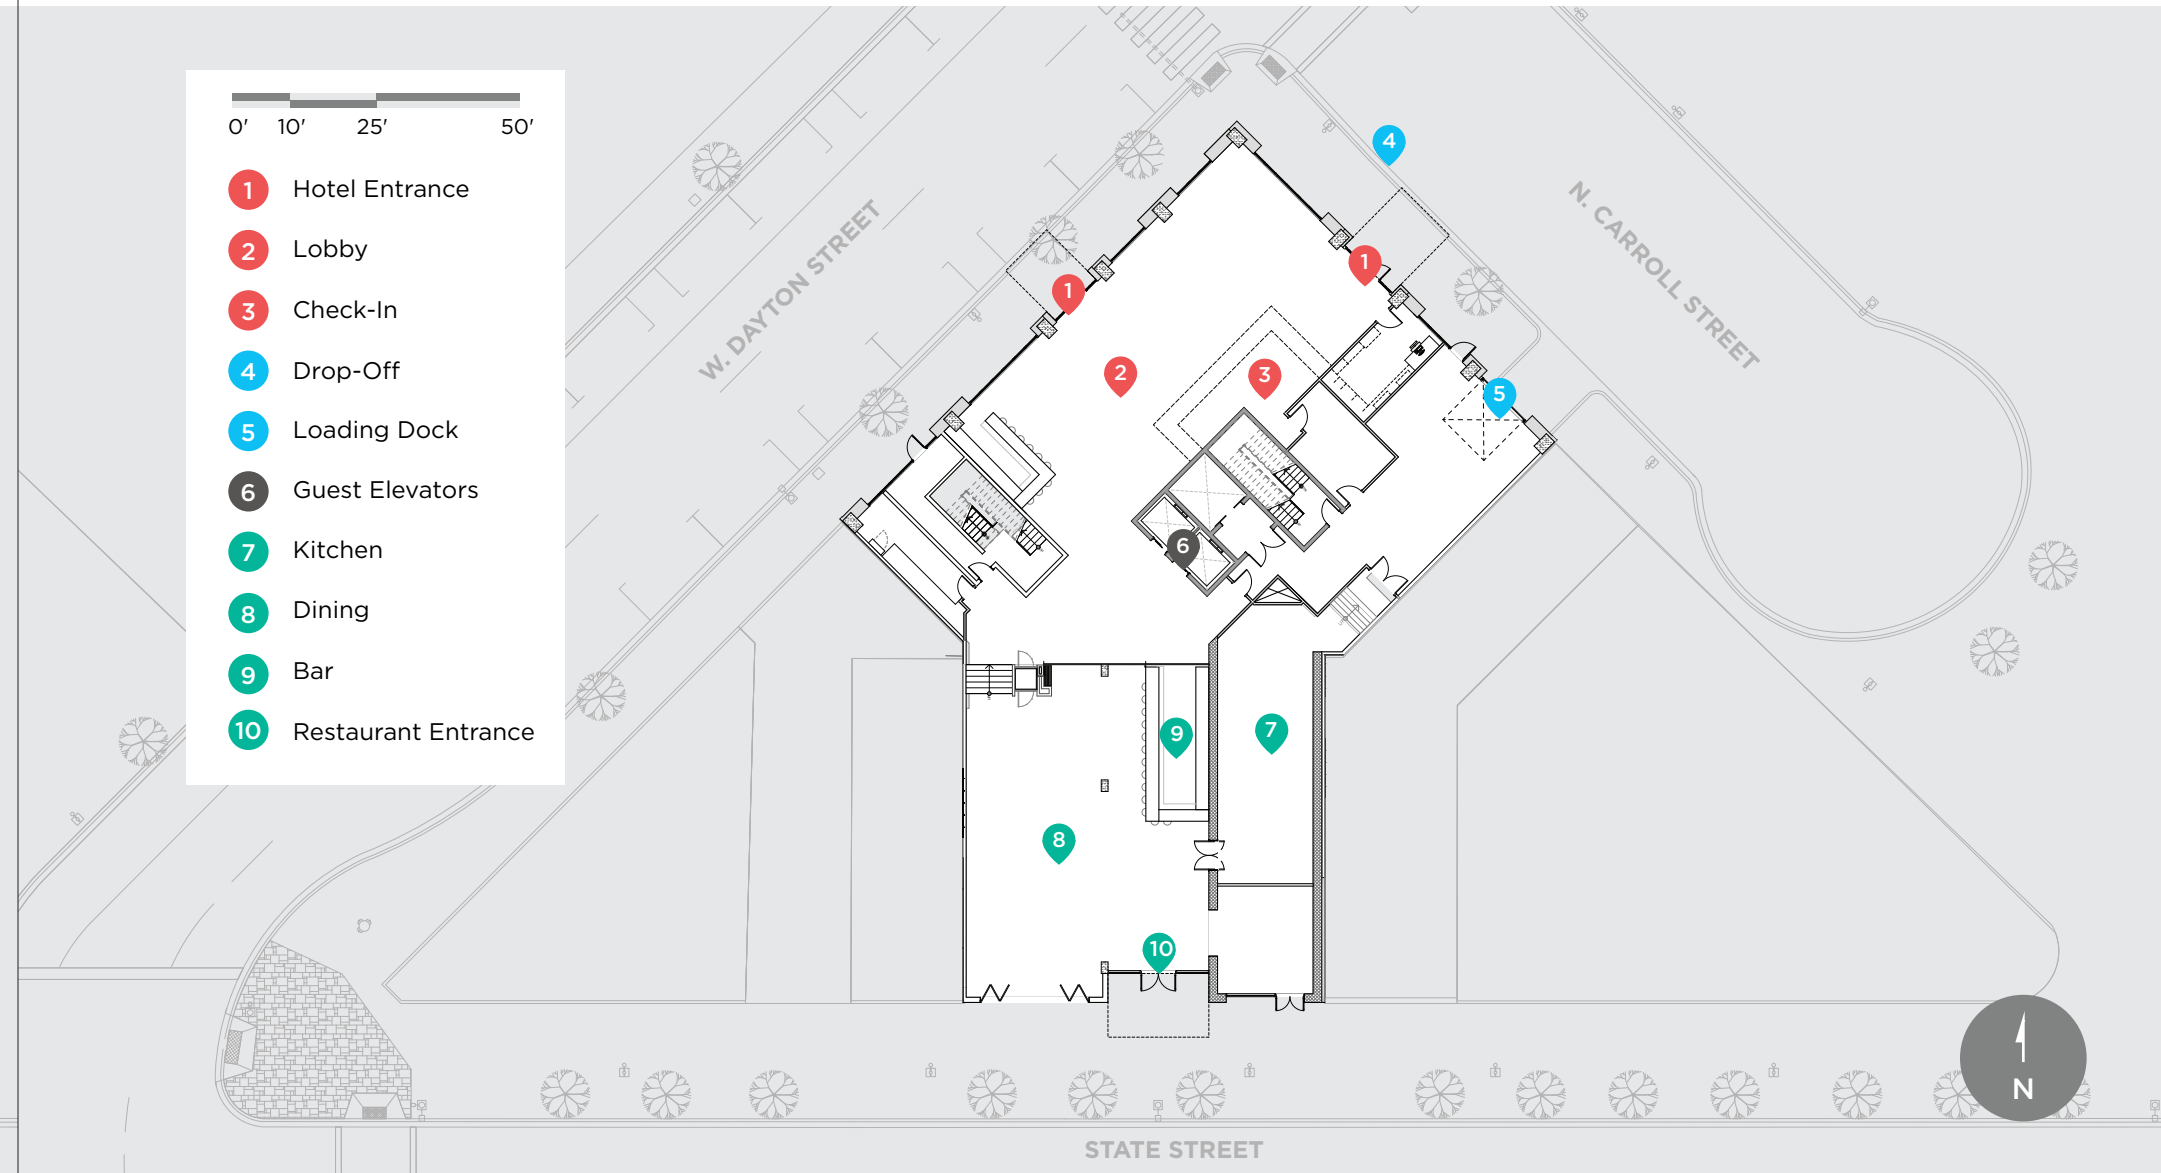 0' 10' 25' 50'
1 Hotel Entrance
2 Lobby
3 Check-In
4 Drop-Off
5 Loading Dock
6 Guest Elevators
7 Kitchen
8 Dining
9 Bar
10 Restaurant Entrance
W. DAYTON STREET
N. CARROLL STREET
4
1
1
2
3
5
6
9
7
8
10
N
STATE STREET